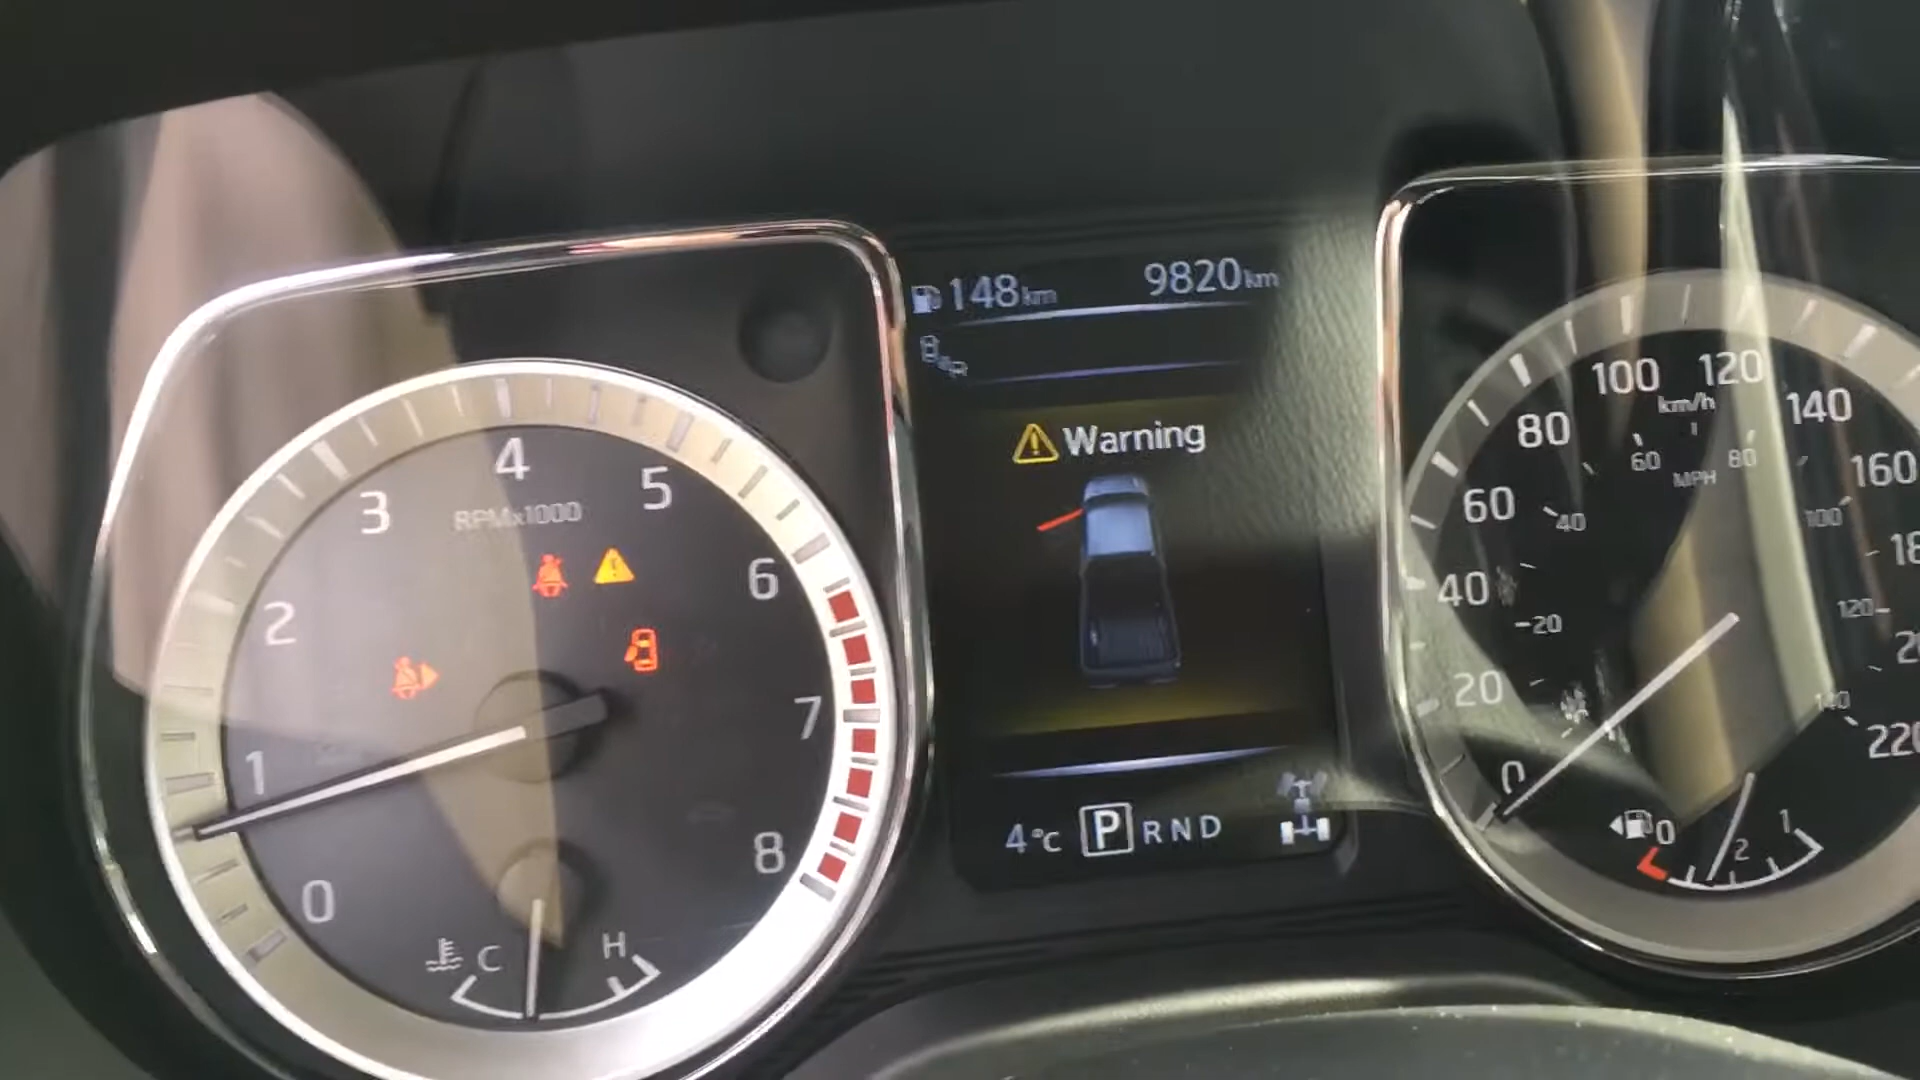 148km 9820km
Warning
4°C P R N D
0 1 2 3 4 5 6 7 8
RPMx1000
C H
0 20 40 60 80 100 120 140 160
220
km/h
20 40 60 80 100 120 140
MPH
0 2 1